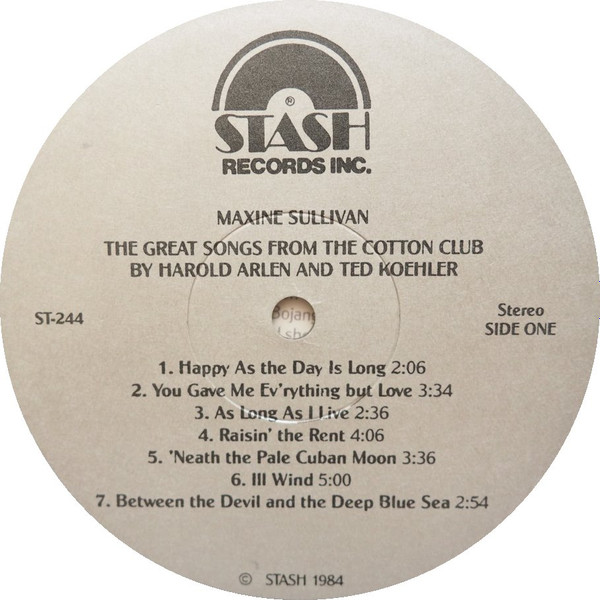 ®
STASH
RECORDS INC.
MAXINE SULLIVAN
THE GREAT SONGS FROM THE COTTON CLUB
BY HAROLD ARLEN AND TED KOEHLER
ST-244
Bojan
Stereo
SIDE ONE
1. Happy As the Day Is Long 2:06
2. You Gave Me Ev'rything but Love 3:34
3. As Long As I Live 2:36
4. Raisin' the Rent 4:06
5. 'Neath the Pale Cuban Moon 3:36
6. Ill Wind 5:00
7. Between the Devil and the Deep Blue Sea 2:54
© STASH 1984